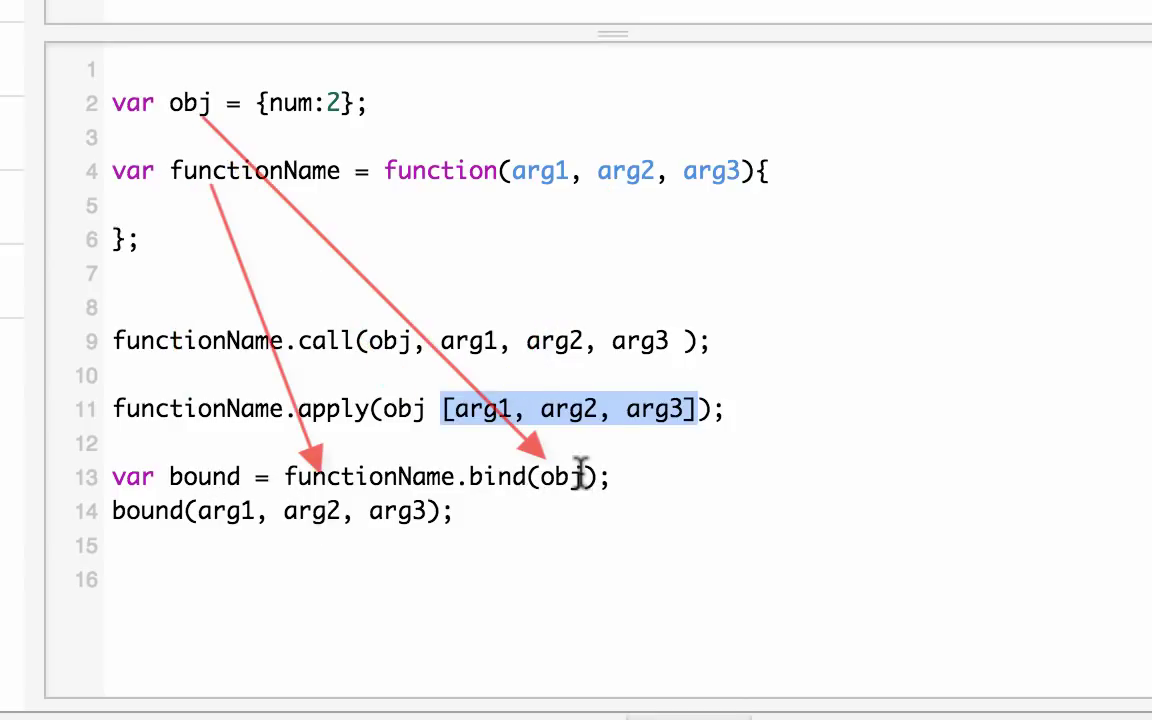 1
2 var obj = {num:2};
3
4 var functionName = function(arg1, arg2, arg3){
5
6 };
7
8
9 functionName.call(obj, arg1, arg2, arg3 );
10
11 functionName.apply(obj [arg1, arg2, arg3]);
12
13 var bound = functionName.bind(obj);
14 bound(arg1, arg2, arg3);
15
16